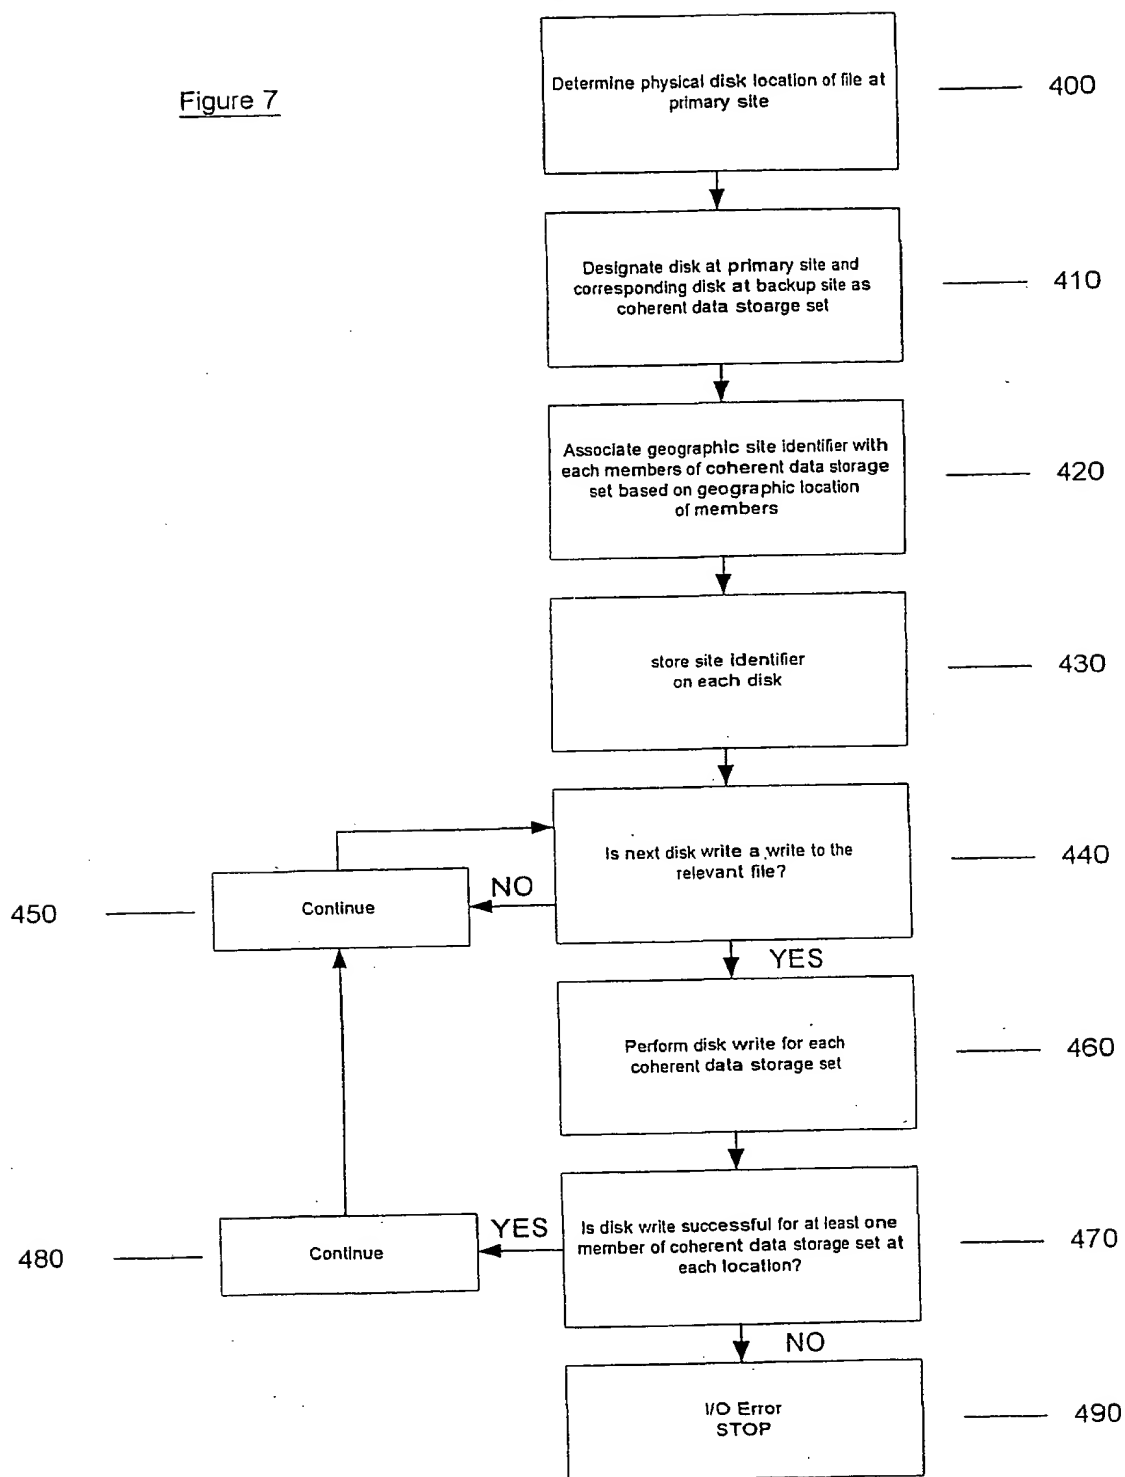 Figure 7
Determine physical disk location of file at
primary site
400
Designate disk at primary site and
corresponding disk at backup site as
coherent data stoarge set
410
Associate geographic site identifier with
each members of coherent data storage
set based on geographic location
of members
420
store site identifier
on each disk
430
Is next disk write a write to the
relevant file?
440
NO
Continue
450
YES
Perform disk write for each
coherent data storage set
460
Is disk write successful for at least one
member of coherent data storage set at
each location?
470
YES
Continue
480
NO
I/O Error
STOP
490